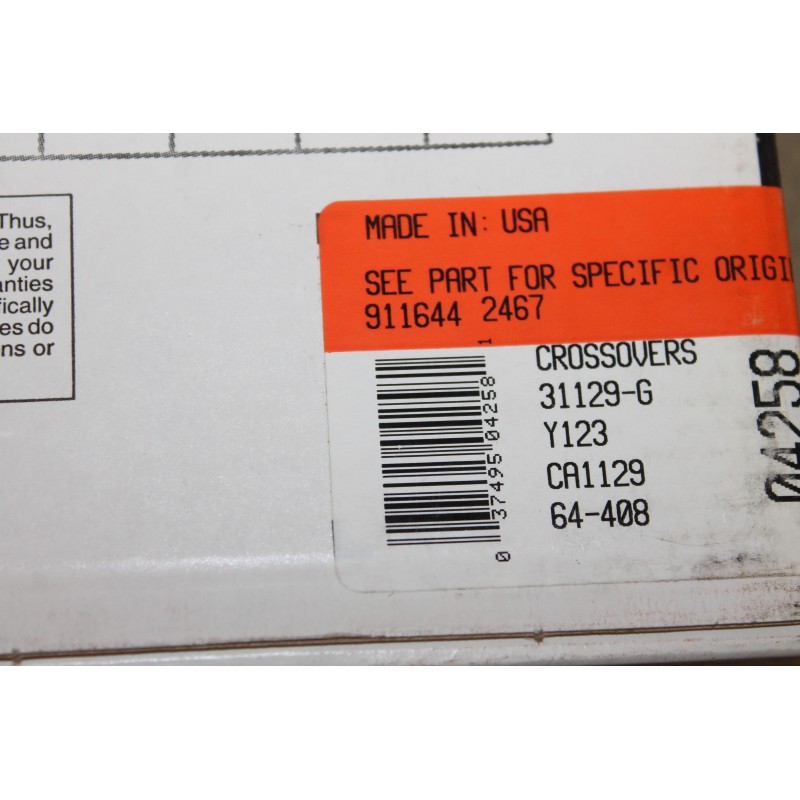 Thus,
e and
your
anties
fically
es do
ns or
MADE IN: USA
SEE PART FOR SPECIFIC ORIGI
911644 2467
CROSSOVERS
31129-G
Y123
CA1129
64-408
0 37495 04258 1
04258